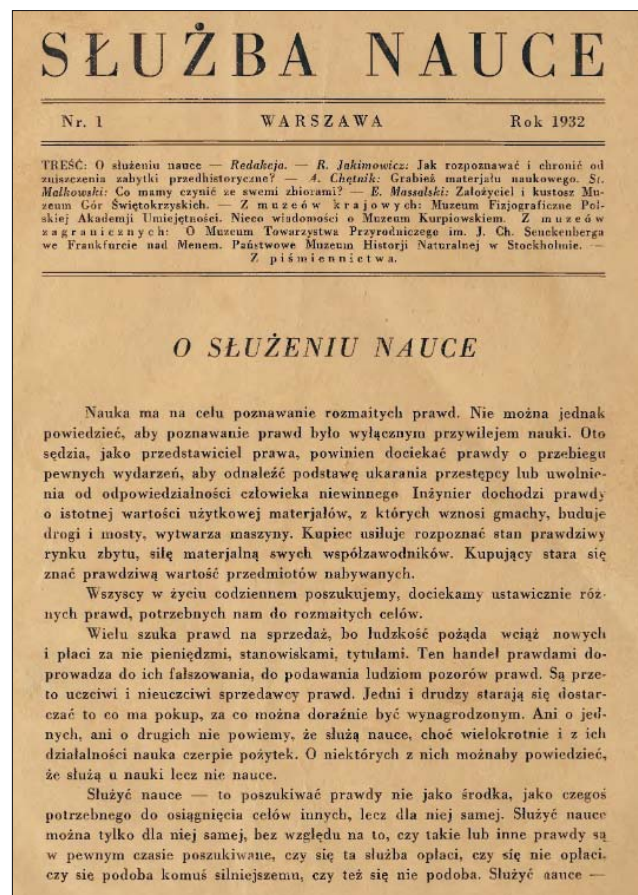 SŁUŻBA NAUCE
Nr. 1 WARSZAWA Rok 1932
TREŚĆ: O służeniu nauce — Redakcja. — R. Jakimowicz: Jak rozpoznawać i chronić od
zniszczenia zabytki przedhistoryczne? — A. Chętnik: Grabież materjału naukowego. St.
Małkowski: Co mamy czynić ze swemi zbiorami? — E. Massalski: Założyciel i kustosz Mu-
zeum Gór Świętokrzyskich. — Z muzeów krajowych: Muzeum Fizjograficzne Pol-
skiej Akademji Umiejętności. Nieco wiadomości o Muzeum Kurpiowskiem. Z muzeów
zagranicznych: O Muzeum Towarzystwa Przyrodniczego im. J. Ch. Senckenberga
we Frankfurcie nad Menem. Państwowe Muzeum Historji Naturalnej w Stockholmie. —
Z piśmiennictwa.
O SŁUŻENIU NAUCE
Nauka ma na celu poznawanie rozmaitych prawd. Nie można jednak
powiedzieć, aby poznawanie prawd było wyłącznym przywilejem nauki. Oto
sędzia, jako przedstawiciel prawa, powinien dociekać prawdy o przebiegu
pewnych wydarzeń, aby odnaleźć podstawę ukarania przestępcy lub uwolnie-
nia od odpowiedzialności człowieka niewinnego Inżynier dochodzi prawdy
o istotnej wartości użytkowej materjałów, z których wznosi gmachy, buduje
drogi i mosty, wytwarza maszyny. Kupiec usiłuje rozpoznać stan prawdziwy
rynku zbytu, siłę materjalną swych współzawodników. Kupujący stara się
znać prawdziwą wartość przedmiotów nabywanych.
Wszyscy w życiu codziennem poszukujemy, dociekamy ustawicznie róż-
nych prawd, potrzebnych nam do rozmaitych celów.
Wielu szuka prawd na sprzedaż, bo ludzkość pożąda wciąż nowych
i płaci za nie pieniędzmi, stanowiskami, tytułami. Ten handel prawdami do-
prowadza do ich fałszowania, do podawania ludziom pozorów prawd. Są prze-
to uczciwi i nieuczciwi sprzedawcy prawd. Jedni i drudzy starają się dostar-
czać to co ma pokup, za co można doraźnie być wynagrodzonym. Ani o jed-
nych, ani o drugich nie powiemy, że służą nauce, choć wielokrotnie i z ich
działalności nauka czerpie pożytek. O niektórych z nich możnaby powiedzieć,
że służą u nauki lecz nie nauce.
Służyć nauce — to poszukiwać prawdy nie jako środka, jako czegoś
potrzebnego do osiągnięcia celów innych, lecz dla niej samej. Służyć nauce
można tylko dla niej samej, bez względu na to, czy takie lub inne prawdy są
w pewnym czasie poszukiwane, czy się ta służba opłaci, czy się nie opłaci,
czy się podoba komuś silniejszemu, czy też się nie podoba. Służyć nauce —